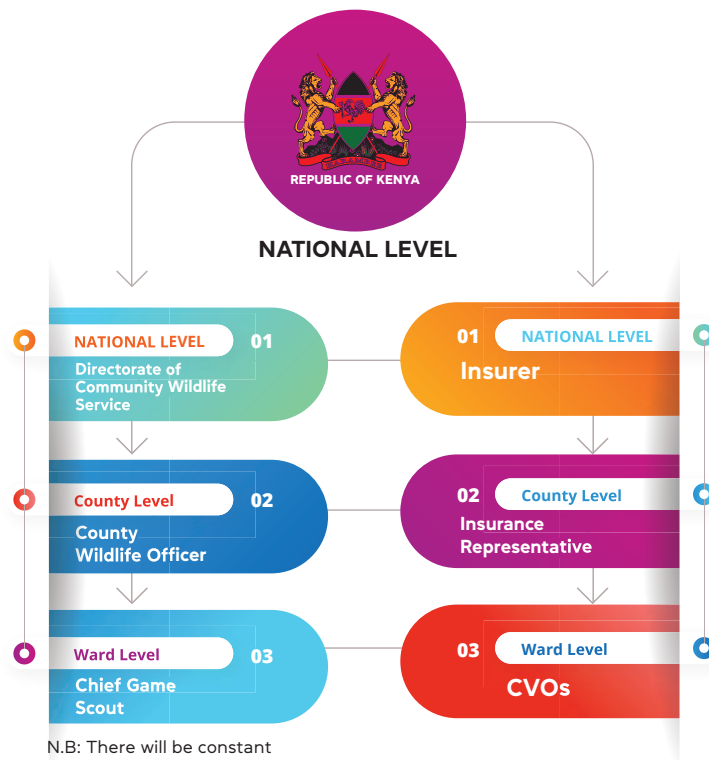 HARAMBEE
REPUBLIC OF KENYA
NATIONAL LEVEL
NATIONAL LEVEL
01
Directorate of
Community Wildlife
Service
01
NATIONAL LEVEL
Insurer
County Level
02
County
Wildlife Officer
02
County Level
Insurance
Representative
Ward Level
03
Chief Game
Scout
03
Ward Level
CVOs
N.B: There will be constant